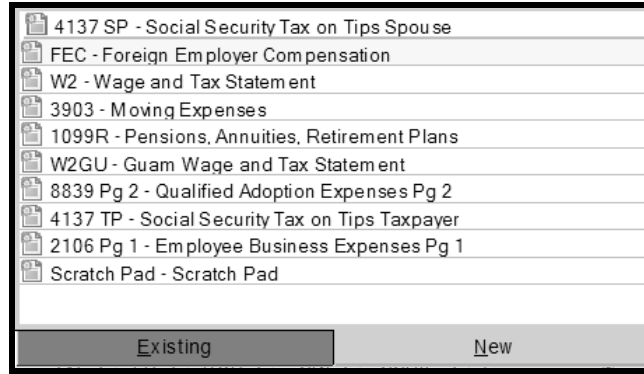 4137 SP - Social Security Tax on Tips Spouse
FEC - Foreign Employer Compensation
W2 - Wage and Tax Statement
3903 - Moving Expenses
1099R - Pensions, Annuities, Retirement Plans
W2GU - Guam Wage and Tax Statement
8839 Pg 2 - Qualified Adoption Expenses Pg 2
4137 TP - Social Security Tax on Tips Taxpayer
2106 Pg 1 - Employee Business Expenses Pg 1
Scratch Pad - Scratch Pad
Existing New